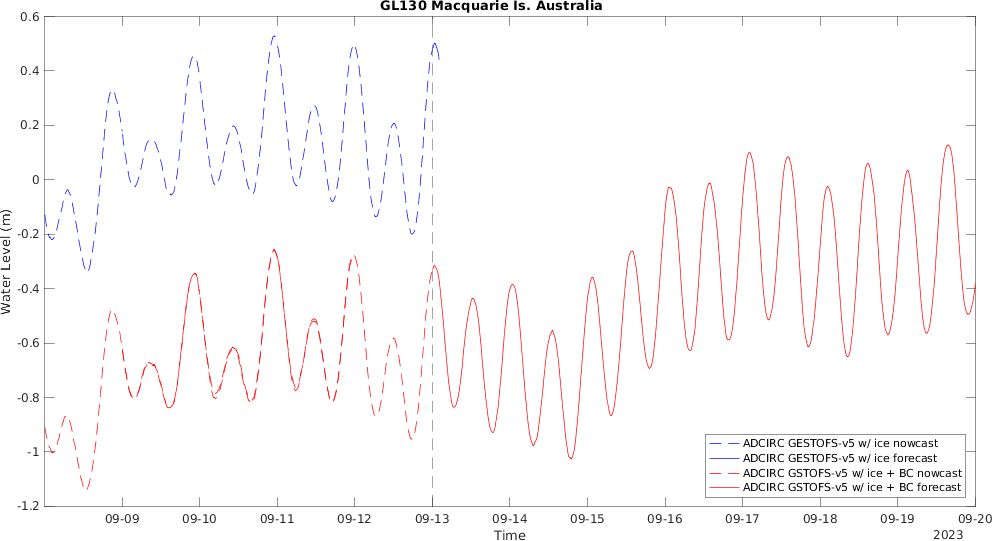 GL130 Macquarie Is. Australia
Water Level (m)
0.6
0.4
0.2
0
-0.2
-0.4
-0.6
-0.8
-1
-1.2
ADCIRC GESTOFS-v5 w/ ice nowcast
ADCIRC GESTOFS-v5 w/ ice forecast
ADCIRC GSTOFS-v5 w/ ice + BC nowcast
ADCIRC GSTOFS-v5 w/ ice + BC forecast
09-09 09-10 09-11 09-12 09-13 09-14 09-15 09-16 09-17 09-18 09-19 09-20
Time
2023